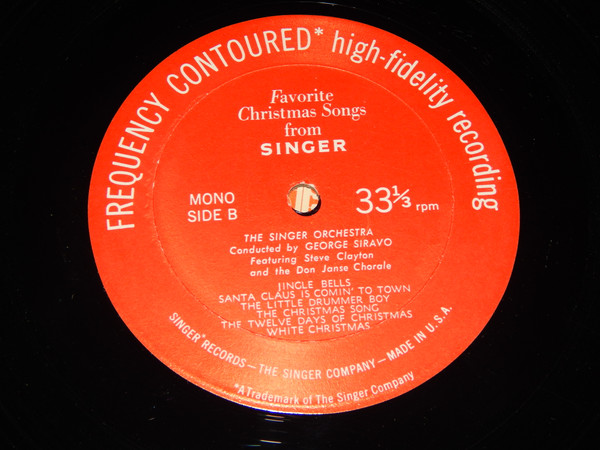 FREQUENCY CONTOURED* high-fidelity recording
Favorite
Christmas Songs
from
SINGER
MONO
SIDE B
33⅓ rpm
THE SINGER ORCHESTRA
Conducted by GEORGE SIRAVO
Featuring Steve Clayton
and the Don Janse Chorale
JINGLE BELLS
SANTA CLAUS IS COMIN' TO TOWN
THE LITTLE DRUMMER BOY
THE CHRISTMAS SONG
THE TWELVE DAYS OF CHRISTMAS
WHITE CHRISTMAS
SINGER* RECORDS—THE SINGER COMPANY—MADE IN U.S.A.
*A Trademark of The Singer Company